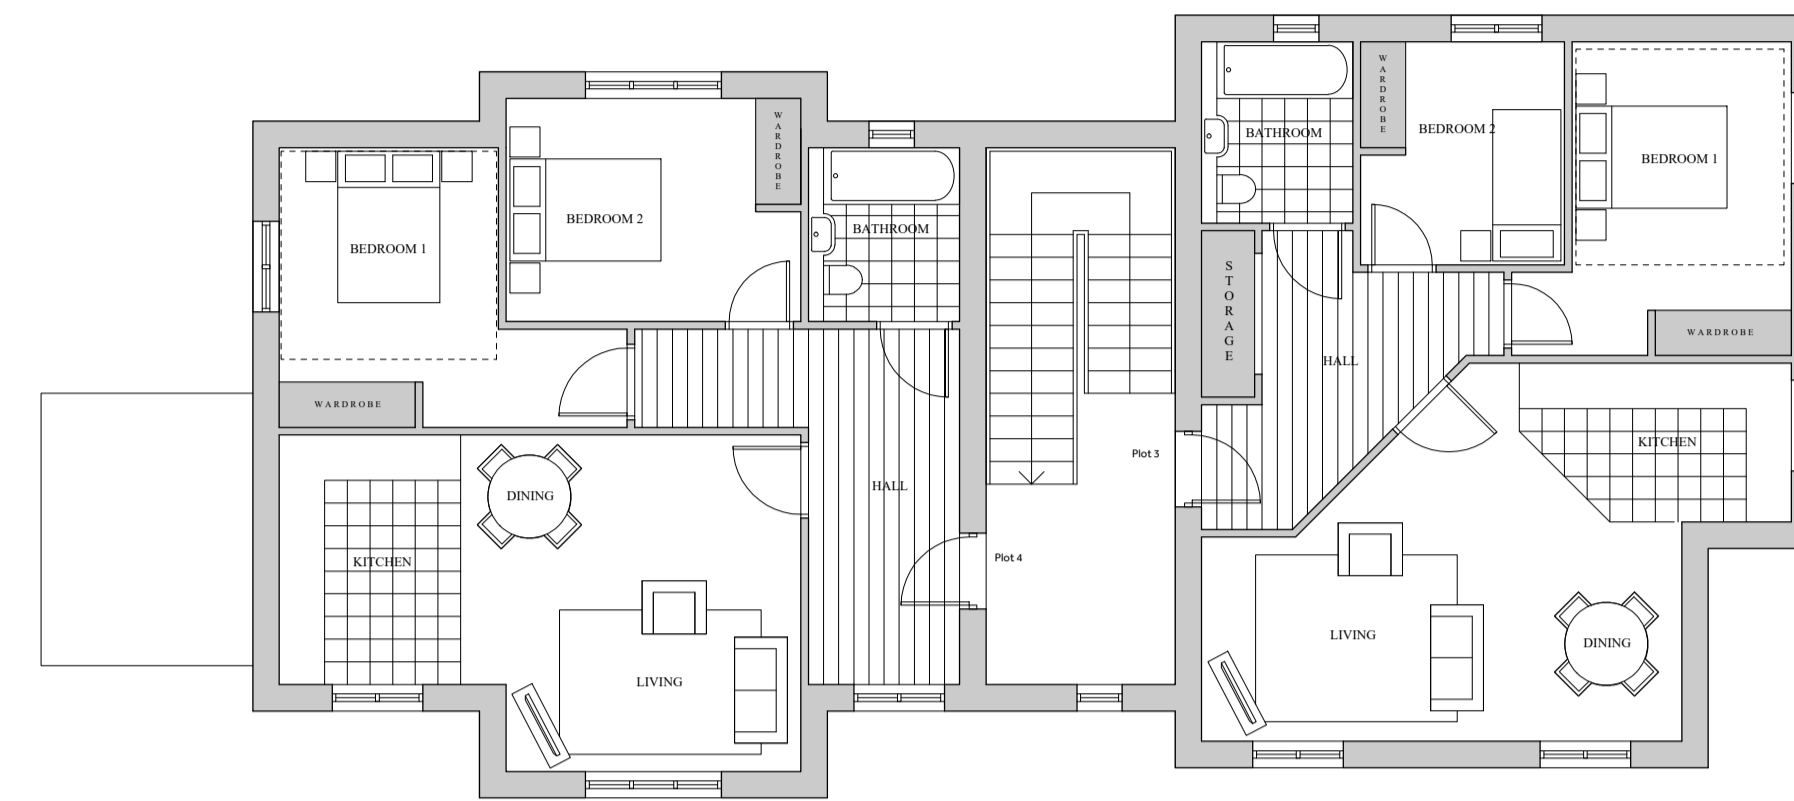 BEDROOM 1
BEDROOM 2
WARDROBE
BATHROOM
WARDROBE
HALL
DINING
KITCHEN
LIVING
Plot 4
Plot 3
BATHROOM
WARDROBE
BEDROOM 2
BEDROOM 1
STORAGE
HALL
WARDROBE
KITCHEN
LIVING
DINING